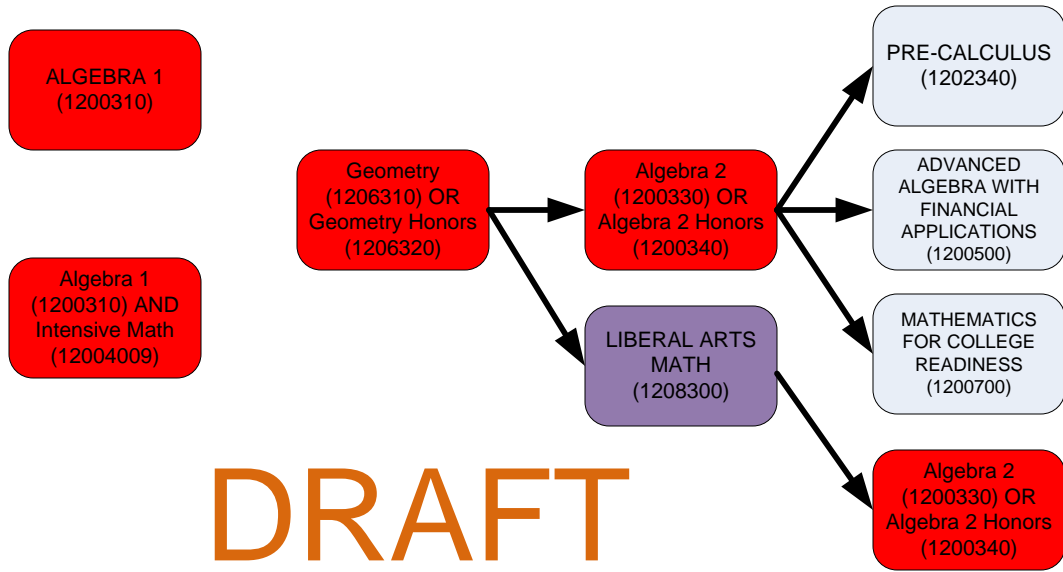 ALGEBRA 1
(1200310)
Algebra 1
(1200310) AND
Intensive Math
(12004009)
Geometry
(1206310) OR
Geometry Honors
(1206320)
Algebra 2
(1200330) OR
Algebra 2 Honors
(1200340)
LIBERAL ARTS
MATH
(1208300)
PRE-CALCULUS
(1202340)
ADVANCED
ALGEBRA WITH
FINANCIAL
APPLICATIONS
(1200500)
MATHEMATICS
FOR COLLEGE
READINESS
(1200700)
Algebra 2
(1200330) OR
Algebra 2 Honors
(1200340)
DRAFT